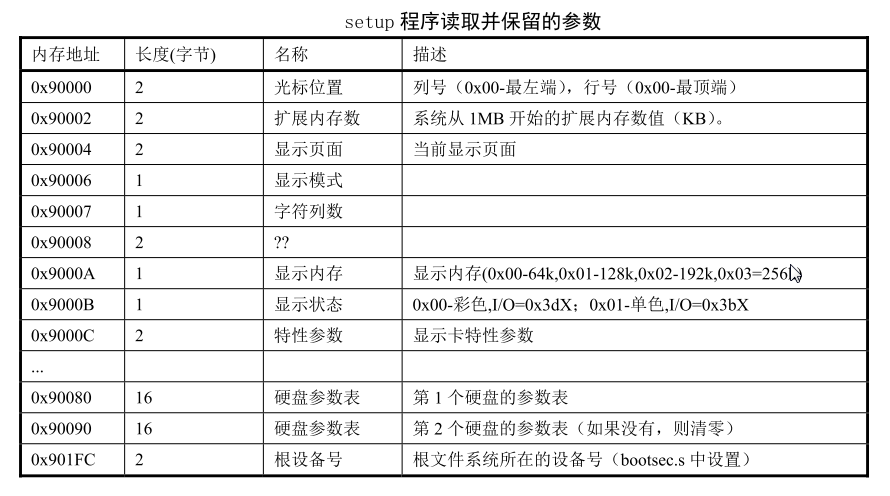 setup 程序读取并保留的参数
内存地址 长度(字节) 名称 描述
0x90000 2 光标位置 列号（0x00-最左端），行号（0x00-最顶端）
0x90002 2 扩展内存数 系统从 1MB 开始的扩展内存数值（KB）。
0x90004 2 显示页面 当前显示页面
0x90006 1 显示模式
0x90007 1 字符列数
0x90008 2 ??
0x9000A 1 显示内存 显示内存(0x00-64k,0x01-128k,0x02-192k,0x03=256k)
0x9000B 1 显示状态 0x00-彩色,I/O=0x3dX；0x01-单色,I/O=0x3bX
0x9000C 2 特性参数 显示卡特性参数
...
0x90080 16 硬盘参数表 第 1 个硬盘的参数表
0x90090 16 硬盘参数表 第 2 个硬盘的参数表（如果没有，则清零）
0x901FC 2 根设备号 根文件系统所在的设备号（bootsec.s 中设置）